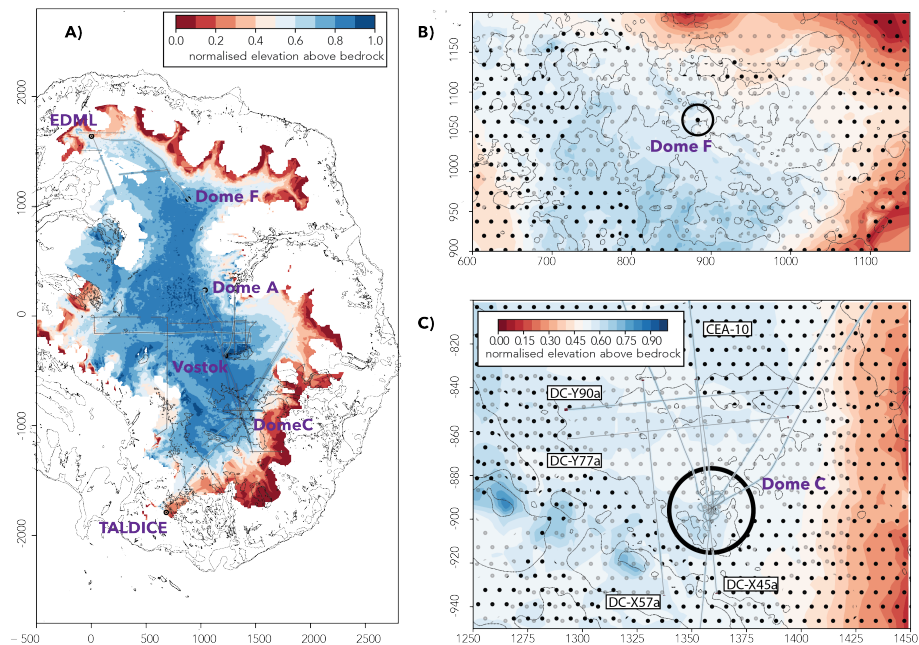 A)
0.0 0.2 0.4 0.6 0.8 1.0
normalised elevation above bedrock
2000
1000
0
-1000
-2000
EDML
Dome F
Dome A
Vostok
DomeC
TALDICE
-500 0 500 1000 1500 2000 2500
B)
1150
1100
1050
1000
950
900
Dome F
600 700 800 900 1000 1100
C)
0.00 0.15 0.30 0.45 0.60 0.75 0.90
normalised elevation above bedrock
CEA-10
DC-Y90a
DC-Y77a
Dome C
DC-X45a
DC-X57a
-820
-840
-860
-880
-900
-920
-940
1250 1275 1300 1325 1350 1375 1400 1425 1450